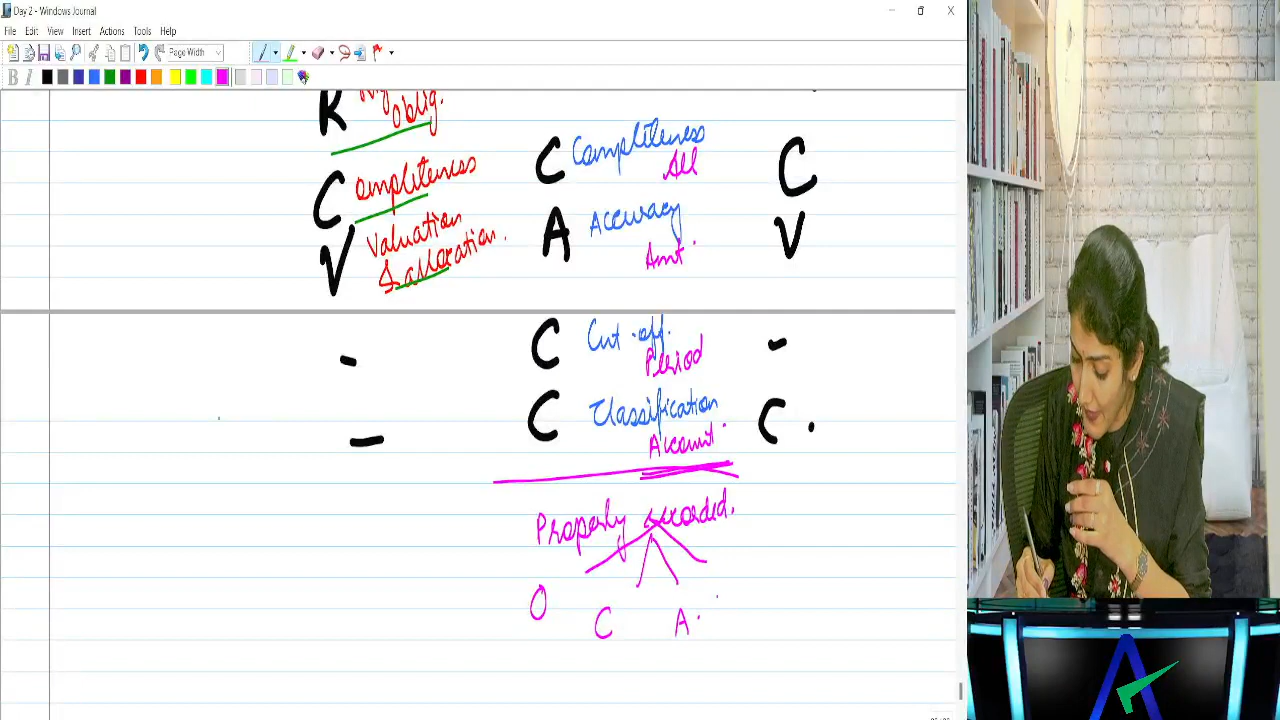 Day 2 - Windows Journal
File Edit View Insert Actions Tools Help
Page Width
B I
R oblig.
C Completeness C
All
Completeness
C
A Accuracy V
Amt.
V Valuation
& allocation.
- C Cut-off. -
Period
- C Classification C.
Account.
Properly recorded.
O C A.